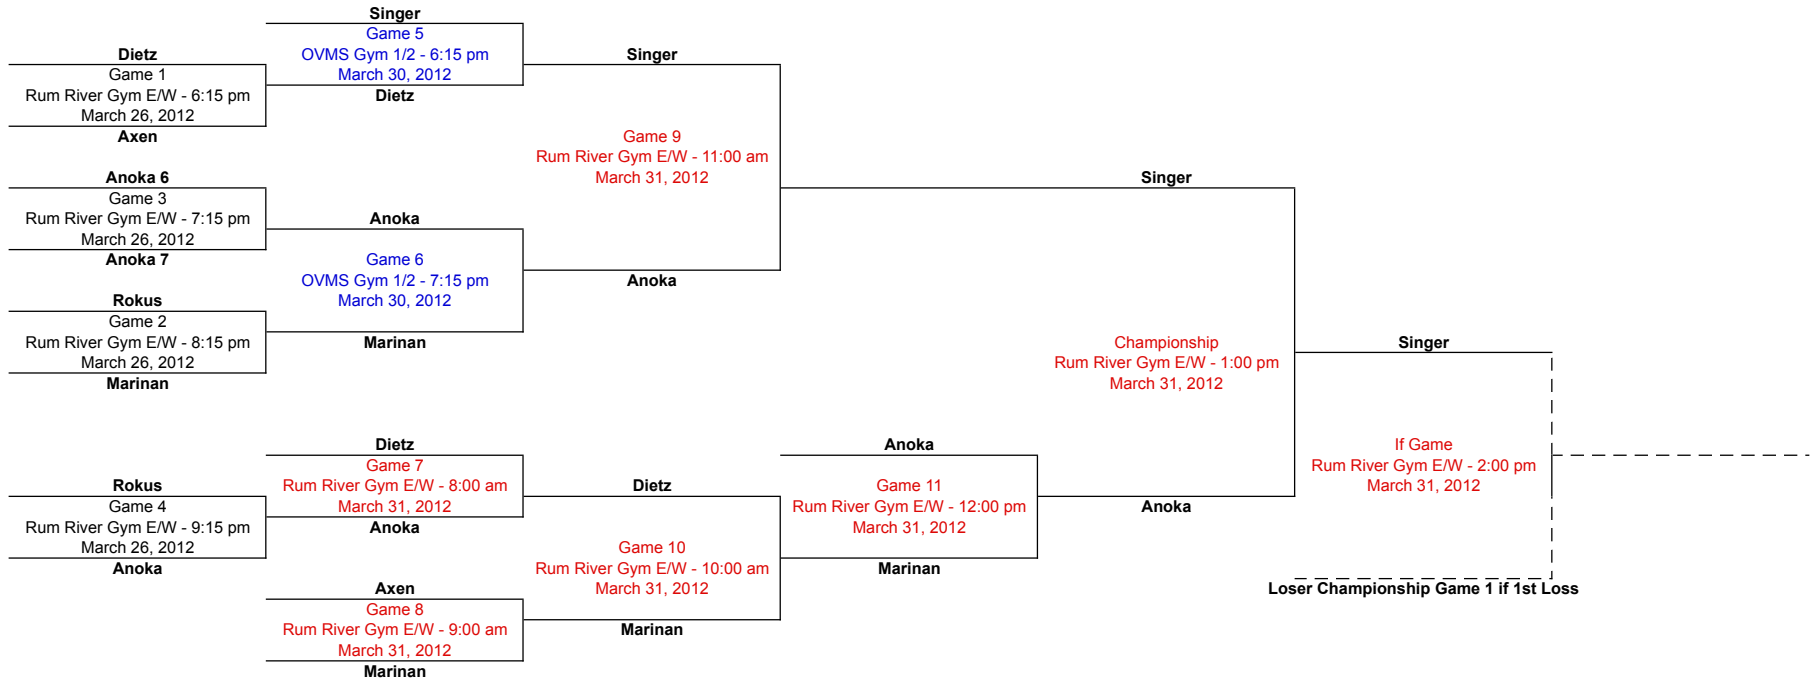 Singer
Game 5
OVMS Gym 1/2 - 6:15 pm
March 30, 2012
Dietz
Dietz
Game 1
Rum River Gym E/W - 6:15 pm
March 26, 2012
Axen
Singer
Game 9
Rum River Gym E/W - 11:00 am
March 31, 2012
Anoka
Anoka 6
Game 3
Rum River Gym E/W - 7:15 pm
March 26, 2012
Anoka 7
Anoka
Game 6
OVMS Gym 1/2 - 7:15 pm
March 30, 2012
Marinan
Rokus
Game 2
Rum River Gym E/W - 8:15 pm
March 26, 2012
Marinan
Singer
Championship
Rum River Gym E/W - 1:00 pm
March 31, 2012
Anoka
Singer
If Game
Rum River Gym E/W - 2:00 pm
March 31, 2012
Loser Championship Game 1 if 1st Loss
Dietz
Game 7
Rum River Gym E/W - 8:00 am
March 31, 2012
Anoka
Rokus
Game 4
Rum River Gym E/W - 9:15 pm
March 26, 2012
Anoka
Dietz
Game 10
Rum River Gym E/W - 10:00 am
March 31, 2012
Marinan
Anoka
Game 11
Rum River Gym E/W - 12:00 pm
March 31, 2012
Marinan
Axen
Game 8
Rum River Gym E/W - 9:00 am
March 31, 2012
Marinan